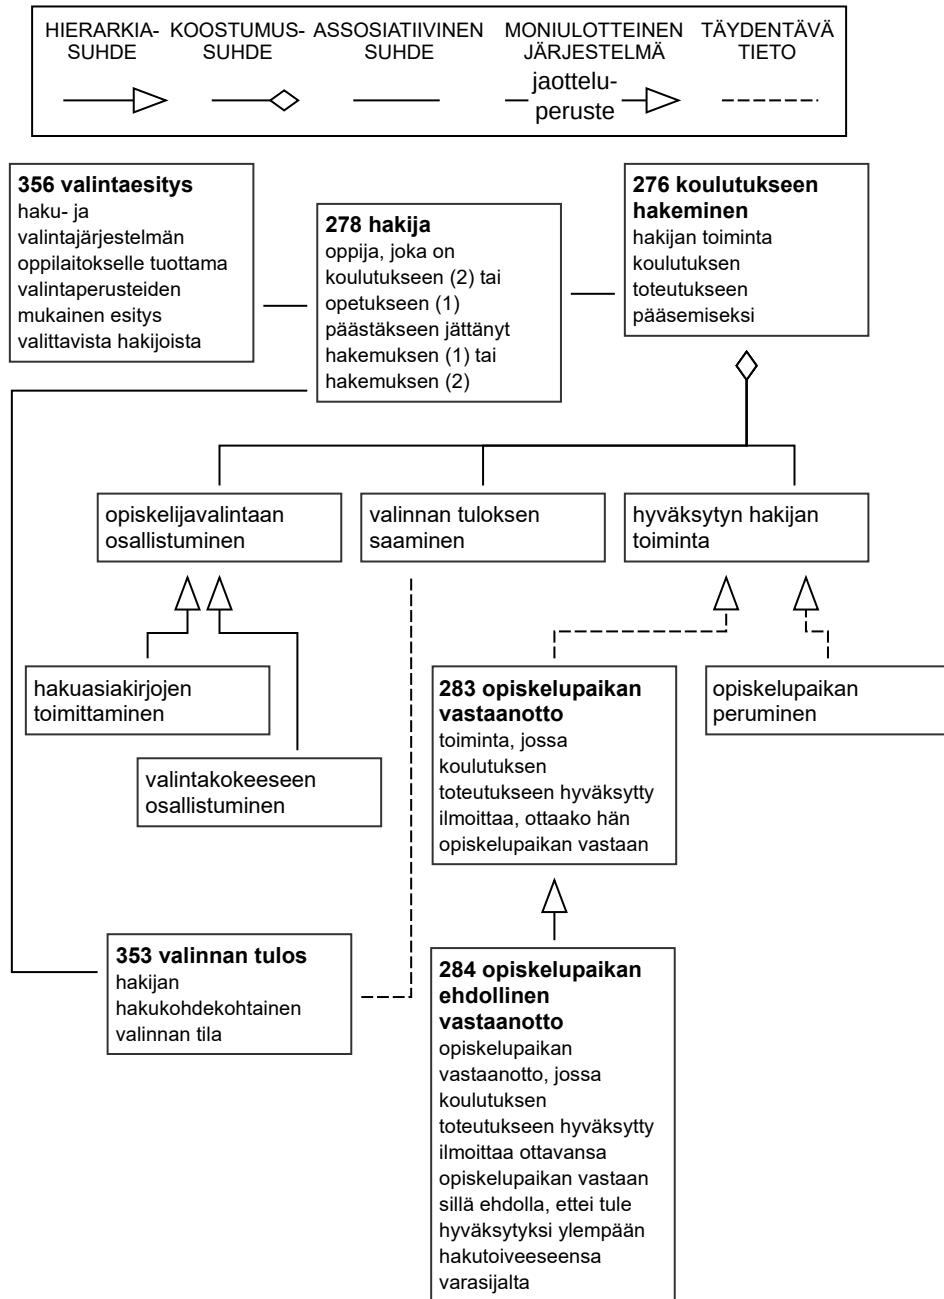 HIERARKIA-
SUHDE
KOOSTUMUS-
SUHDE
ASSOSIATIIVINEN
SUHDE
MONIULOTTEINEN
JÄRJESTELMÄ
jaottelu-
peruste
TÄYDENTÄVÄ
TIETO
356 valintaesitys
haku- ja
valintajärjestelmän
oppilaitokselle tuottama
valintaperusteiden
mukainen esitys
valittavista hakijoista
278 hakija
oppija, joka on
koulutukseen (2) tai
opetukseen (1)
päästäkseen jättänyt
hakemuksen (1) tai
hakemuksen (2)
276 koulutukseen
hakeminen
hakijan toiminta
koulutuksen
toteutukseen
pääsemiseksi
opiskelijavalintaan
osallistuminen
valinnan tuloksen
saaminen
hyväksytyn hakijan
toiminta
hakuasiakirjojen
toimittaminen
valintakokeeseen
osallistuminen
283 opiskelupaikan
vastaanotto
toiminta, jossa
koulutuksen
toteutukseen hyväksytty
ilmoittaa, ottaako hän
opiskelupaikan vastaan
opiskelupaikan
peruminen
353 valinnan tulos
hakijan
hakukohdekohtainen
valinnan tila
284 opiskelupaikan
ehdollinen
vastaanotto
opiskelupaikan
vastaanotto, jossa
koulutuksen
toteutukseen hyväksytty
ilmoittaa ottavansa
opiskelupaikan vastaan
sillä ehdolla, ettei tule
hyväksytyksi ylempään
hakutoiveeseensa
varasijalta